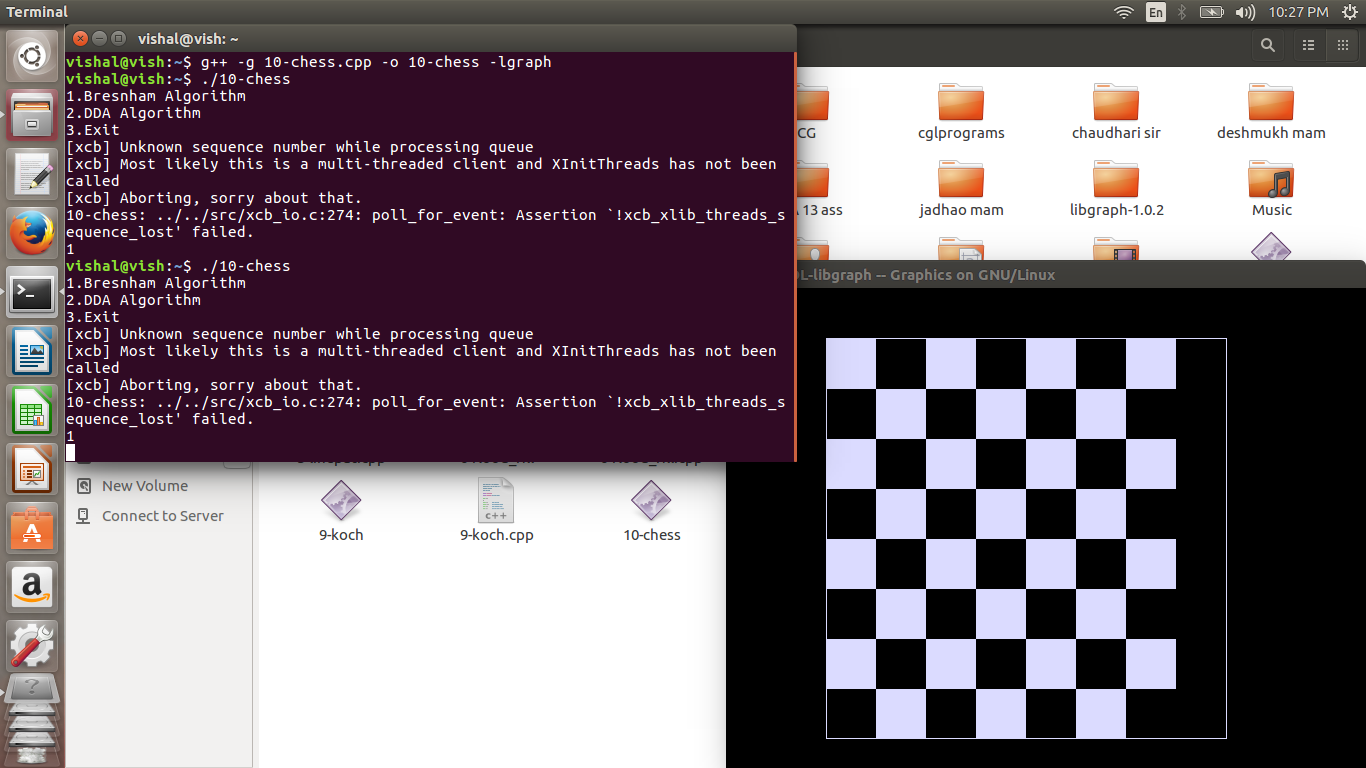 Terminal
En
10:27 PM
vishal@vish: ~
vishal@vish:~$ g++ -g 10-chess.cpp -o 10-chess -lgraph
vishal@vish:~$ ./10-chess
1.Bresnham Algorithm
2.DDA Algorithm
3.Exit
[xcb] Unknown sequence number while processing queue
[xcb] Most likely this is a multi-threaded client and XInitThreads has not been
called
[xcb] Aborting, sorry about that.
10-chess: ../../src/xcb_io.c:274: poll_for_event: Assertion `!xcb_xlib_threads_s
equence_lost' failed.
1
vishal@vish:~$ ./10-chess
1.Bresnham Algorithm
2.DDA Algorithm
3.Exit
[xcb] Unknown sequence number while processing queue
[xcb] Most likely this is a multi-threaded client and XInitThreads has not been
called
[xcb] Aborting, sorry about that.
10-chess: ../../src/xcb_io.c:274: poll_for_event: Assertion `!xcb_xlib_threads_s
equence_lost' failed.
1
CG
cglprograms
chaudhari sir
deshmukh mam
13 ass
jadhao mam
libgraph-1.0.2
Music
L-libgraph -- Graphics on GNU/Linux
New Volume
Connect to Server
c++
9-koch
9-koch.cpp
10-chess